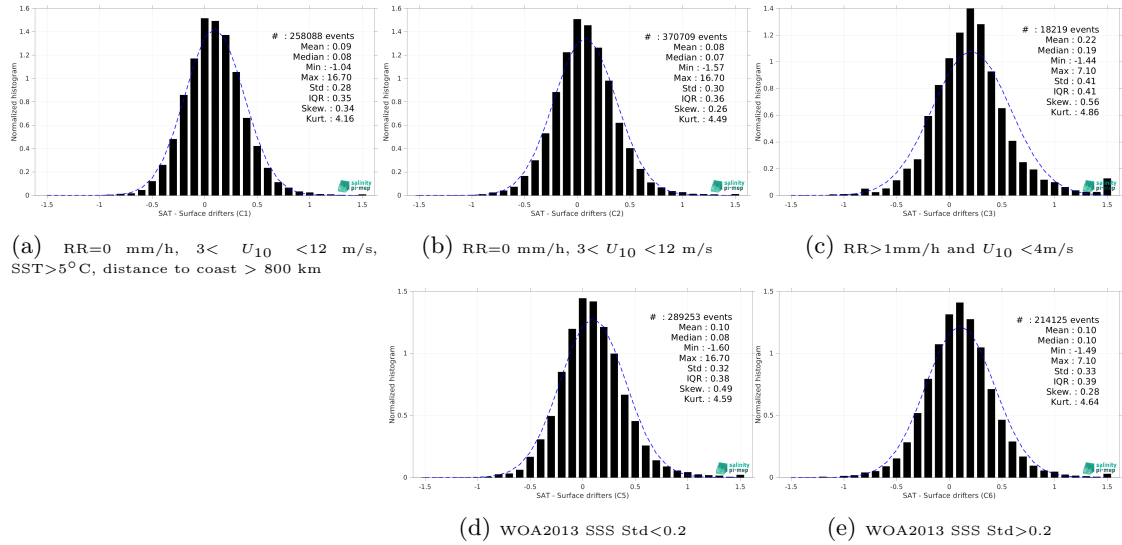 # : 258088 events
Mean : 0.09
Median : 0.08
Min : -1.04
Max : 16.70
Std : 0.28
IQR : 0.35
Skew. : 0.34
Kurt. : 4.16
Normalized histogram
1.6
1.4
1.2
1
0.8
0.6
0.4
0.2
0
-1.5 -1 -0.5 0 0.5 1 1.5
SAT - Surface drifters (C1)
salinity
pi-mep
(a) RR=0 mm/h, 3< U10 <12 m/s,
SST>5°C, distance to coast > 800 km
# : 370709 events
Mean : 0.08
Median : 0.07
Min : -1.57
Max : 16.70
Std : 0.30
IQR : 0.36
Skew. : 0.26
Kurt. : 4.49
Normalized histogram
1.6
1.4
1.2
1
0.8
0.6
0.4
0.2
0
-1.5 -1 -0.5 0 0.5 1 1.5
SAT - Surface drifters (C2)
salinity
pi-mep
(b) RR=0 mm/h, 3< U10 <12 m/s
# : 18219 events
Mean : 0.22
Median : 0.19
Min : -1.44
Max : 7.10
Std : 0.41
IQR : 0.41
Skew. : 0.56
Kurt. : 4.86
Normalized histogram
1.4
1.2
1
0.8
0.6
0.4
0.2
0
-1.5 -1 -0.5 0 0.5 1 1.5
SAT - Surface drifters (C3)
salinity
pi-mep
(c) RR>1mm/h and U10 <4m/s
# : 289253 events
Mean : 0.10
Median : 0.08
Min : -1.60
Max : 16.70
Std : 0.32
IQR : 0.38
Skew. : 0.49
Kurt. : 4.59
Normalized histogram
1.5
1
0.5
0
-1.5 -1 -0.5 0 0.5 1 1.5
SAT - Surface drifters (C5)
salinity
pi-mep
(d) WOA2013 SSS Std<0.2
# : 214125 events
Mean : 0.10
Median : 0.10
Min : -1.49
Max : 7.10
Std : 0.33
IQR : 0.39
Skew. : 0.28
Kurt. : 4.64
Normalized histogram
1.5
1
0.5
0
-1.5 -1 -0.5 0 0.5 1 1.5
SAT - Surface drifters (C6)
salinity
pi-mep
(e) WOA2013 SSS Std>0.2